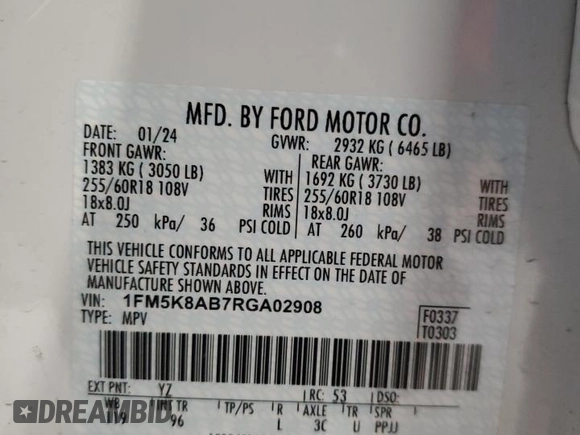 MFD. BY FORD MOTOR CO.
DATE: 01/24 GVWR: 2932 KG ( 6465 LB)
FRONT GAWR: REAR GAWR:
1383 KG ( 3050 LB) WITH 1692 KG ( 3730 LB) WITH
255/60R18 108V TIRES 255/60R18 108V TIRES
18x8.0J RIMS 18x8.0J RIMS
AT 250 kPa/ 36 PSI COLD AT 260 kPa/ 38 PSI COLD
THIS VEHICLE CONFORMS TO ALL APPLICABLE FEDERAL MOTOR
VEHICLE SAFETY STANDARDS IN EFFECT ON THE DATE OF
MANUFACTURE SHOWN ABOVE.
VIN: 1FM5K8AB7RGA02908 F0337
TYPE: MPV T0303
EXT PNT: YZ RC: 53 DSO:
WB INT TR TP/PS R AXLE TR SPR
119 96 L 3C U PPJJ
DREAMBID